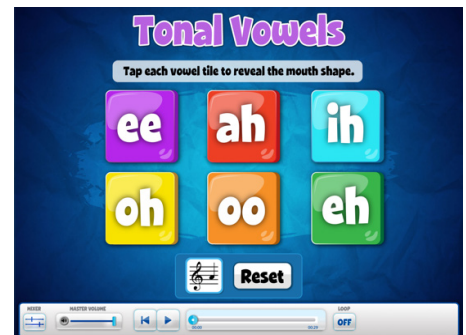 Tonal Vowels
Tap each vowel tile to reveal the mouth shape.
ee ah ih
oh oo eh
Reset
MIXER MASTER VOLUME LOOP
OFF